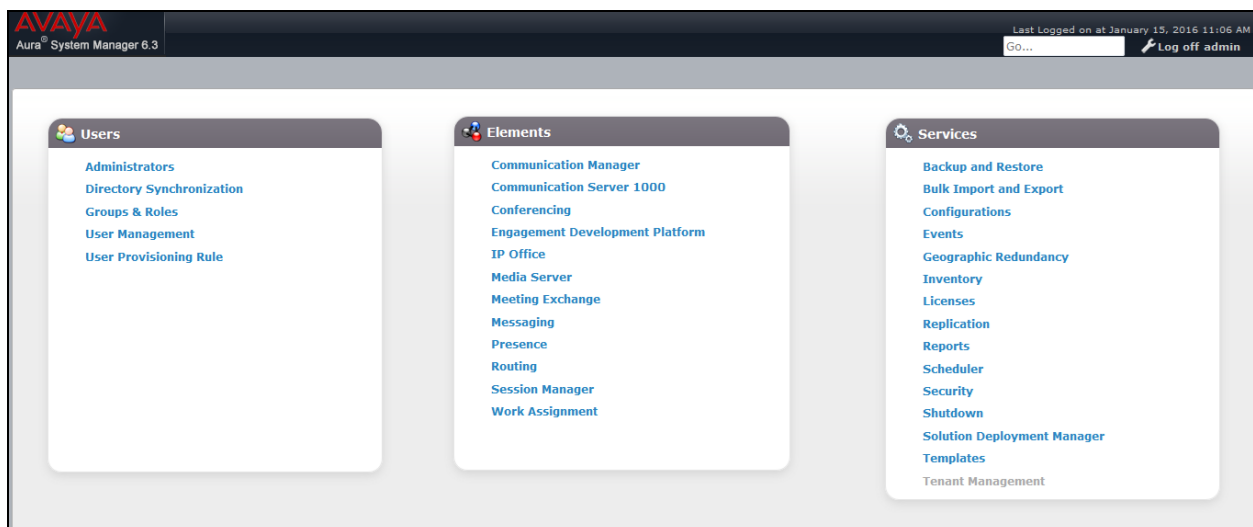 AVAYA
Aura® System Manager 6.3
Last Logged on at January 15, 2016 11:06 AM
Go...
Log off admin
Users
Administrators
Directory Synchronization
Groups & Roles
User Management
User Provisioning Rule
Elements
Communication Manager
Communication Server 1000
Conferencing
Engagement Development Platform
IP Office
Media Server
Meeting Exchange
Messaging
Presence
Routing
Session Manager
Work Assignment
Services
Backup and Restore
Bulk Import and Export
Configurations
Events
Geographic Redundancy
Inventory
Licenses
Replication
Reports
Scheduler
Security
Shutdown
Solution Deployment Manager
Templates
Tenant Management